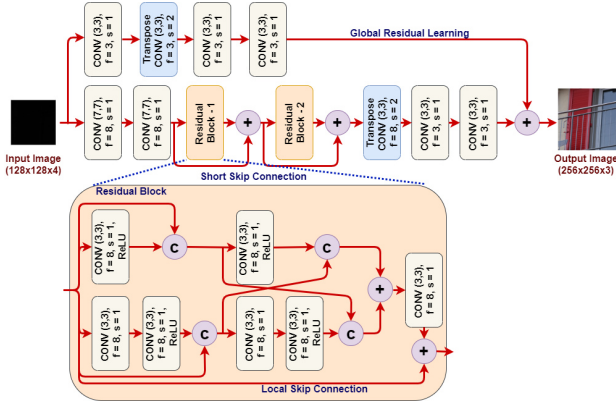 CONV (3,3),
f = 3, s = 1
Transpose
CONV (3,3),
f = 3, s = 2
CONV (3,3),
f = 3, s = 1
CONV (3,3),
f = 3, s = 1
Global Residual Learning
CONV (7,7),
f = 8, s = 1
CONV (7,7),
f = 8, s = 1
Residual
Block - 1
+
Residual
Block - 2
+
Transpose
CONV (3,3),
f = 8, s = 2
CONV (3,3),
f = 3, s = 1
CONV (3,3),
f = 3, s = 1
+
Input Image
(128x128x4)
Output Image
(256x256x3)
Short Skip Connection
Residual Block
CONV (3,3),
f = 8, s = 1,
ReLU
C
CONV (3,3),
f = 8, s = 1,
ReLU
C
+
CONV (3,3),
f = 8, s = 1
CONV (3,3),
f = 8, s = 1
CONV (3,3),
f = 8, s = 1,
ReLU
C
CONV (3,3),
f = 8, s = 1
CONV (3,3),
f = 8, s = 1,
ReLU
C
+
Local Skip Connection